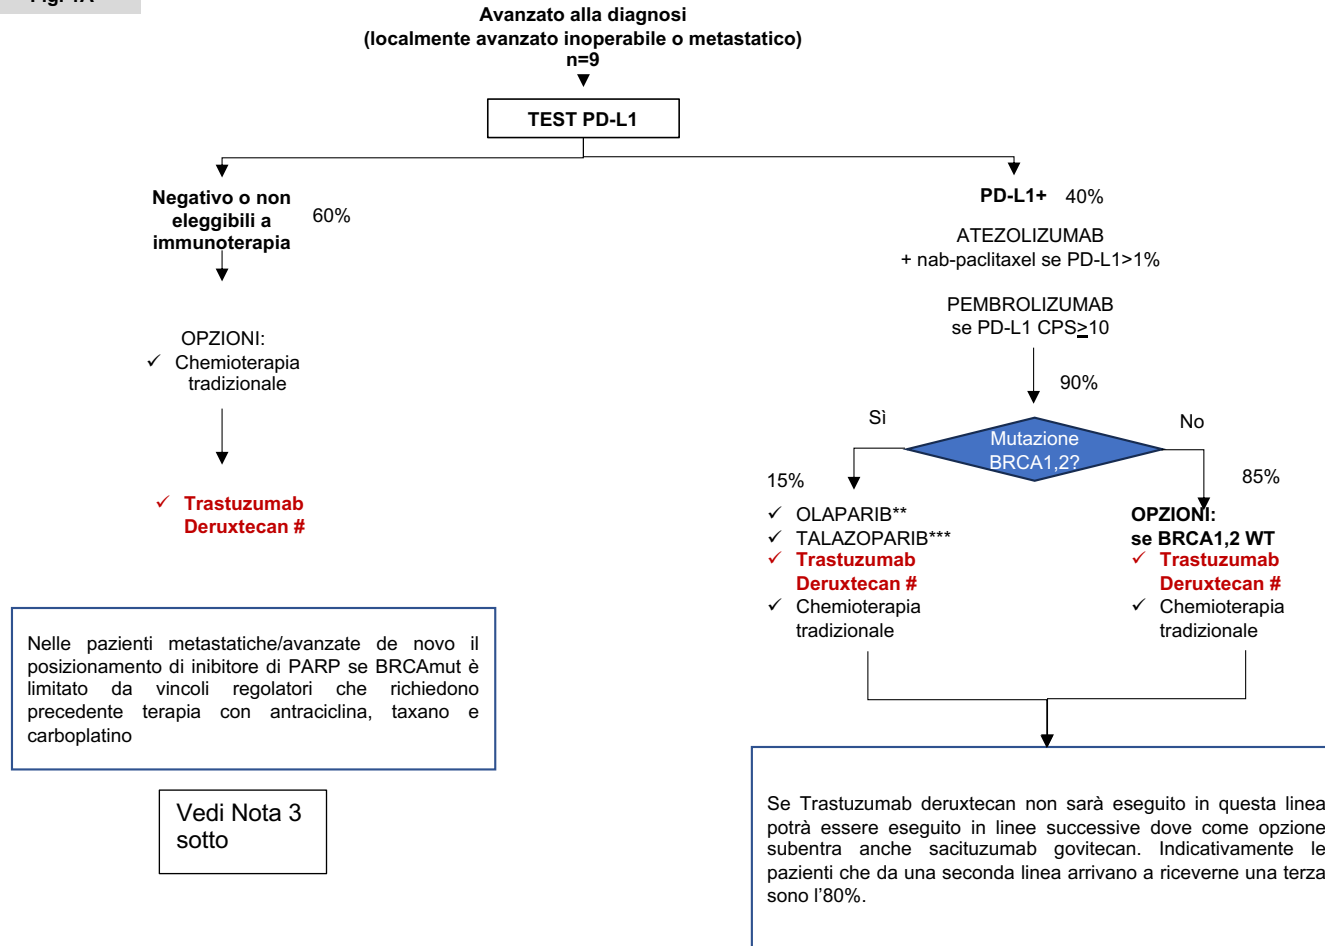 Fig. 1A
Avanzato alla diagnosi
(localmente avanzato inoperabile o metastatico)
n=9
TEST PD-L1
Negativo o non
eleggibili a
immunoterapia
60%
OPZIONI:
✓ Chemioterapia
tradizionale
✓ Trastuzumab
Deruxtecan #
PD-L1+ 40%
ATEZOLIZUMAB
+ nab-paclitaxel se PD-L1>1%
PEMBROLIZUMAB
se PD-L1 CPS≥10
90%
Mutazione
BRCA1,2?
Sì
15%
✓ OLAPARIB**
✓ TALAZOPARIB***
✓ Trastuzumab
Deruxtecan #
✓ Chemioterapia
tradizionale
No
85%
OPZIONI:
se BRCA1,2 WT
✓ Trastuzumab
Deruxtecan #
✓ Chemioterapia
tradizionale
Nelle pazienti metastatiche/avanzate de novo il
posizionamento di inibitore di PARP se BRCAmut è
limitato da vincoli regolatori che richiedono
precedente terapia con antraciclina, taxano e
carboplatino
Vedi Nota 3
sotto
Se Trastuzumab deruxtecan non sarà eseguito in questa linea
potrà essere eseguito in linee successive dove come opzione
subentra anche sacituzumab govitecan. Indicativamente le
pazienti che da una seconda linea arrivano a riceverne una terza
sono l'80%.